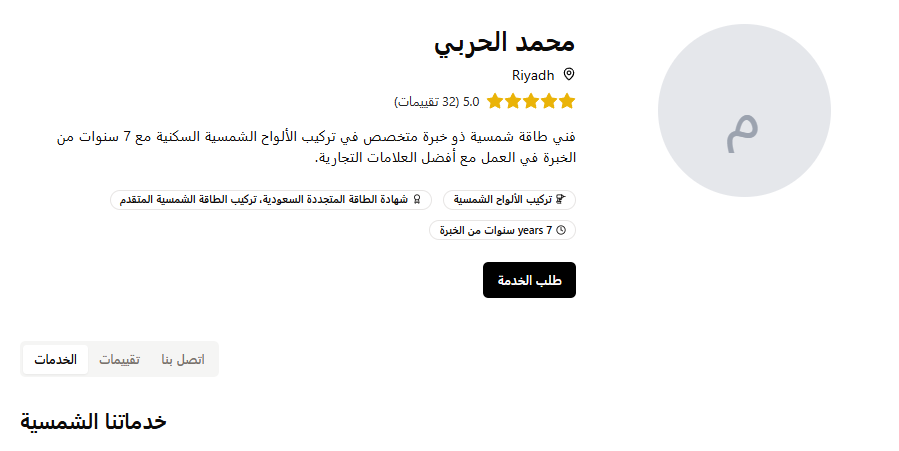 محمد الحربي
Riyadh
5.0 (32 تقييمات)
فني طاقة شمسية ذو خبرة متخصص في تركيب الألواح الشمسية السكنية مع 7 سنوات من
الخبرة في العمل مع أفضل العلامات التجارية.
تركيب الألواح الشمسية
شهادة الطاقة المتجددة السعودية، تركيب الطاقة الشمسية المتقدم
7 years سنوات من الخبرة
طلب الخدمة
م
الخدمات
تقييمات
اتصل بنا
خدماتنا الشمسية